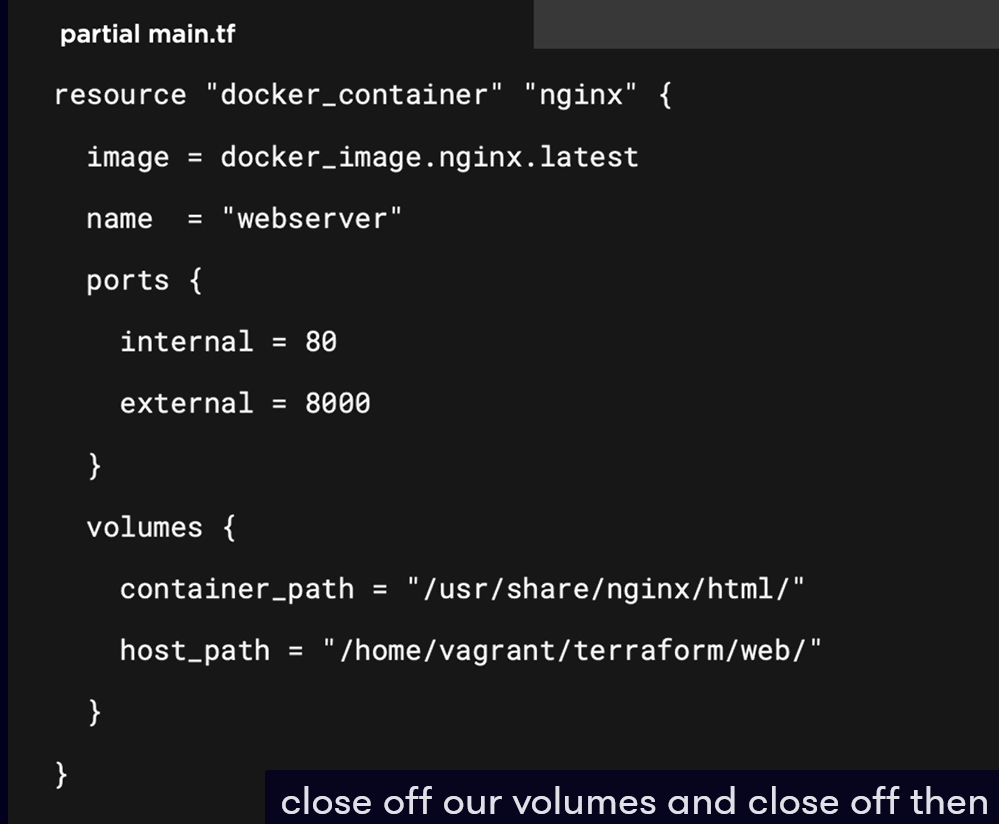 partial main.tf
resource "docker_container" "nginx" {
  image = docker_image.nginx.latest
  name  = "webserver"
  ports {
    internal = 80
    external = 8000
  }
  volumes {
    container_path = "/usr/share/nginx/html/"
    host_path = "/home/vagrant/terraform/web/"
  }
}
close off our volumes and close off then